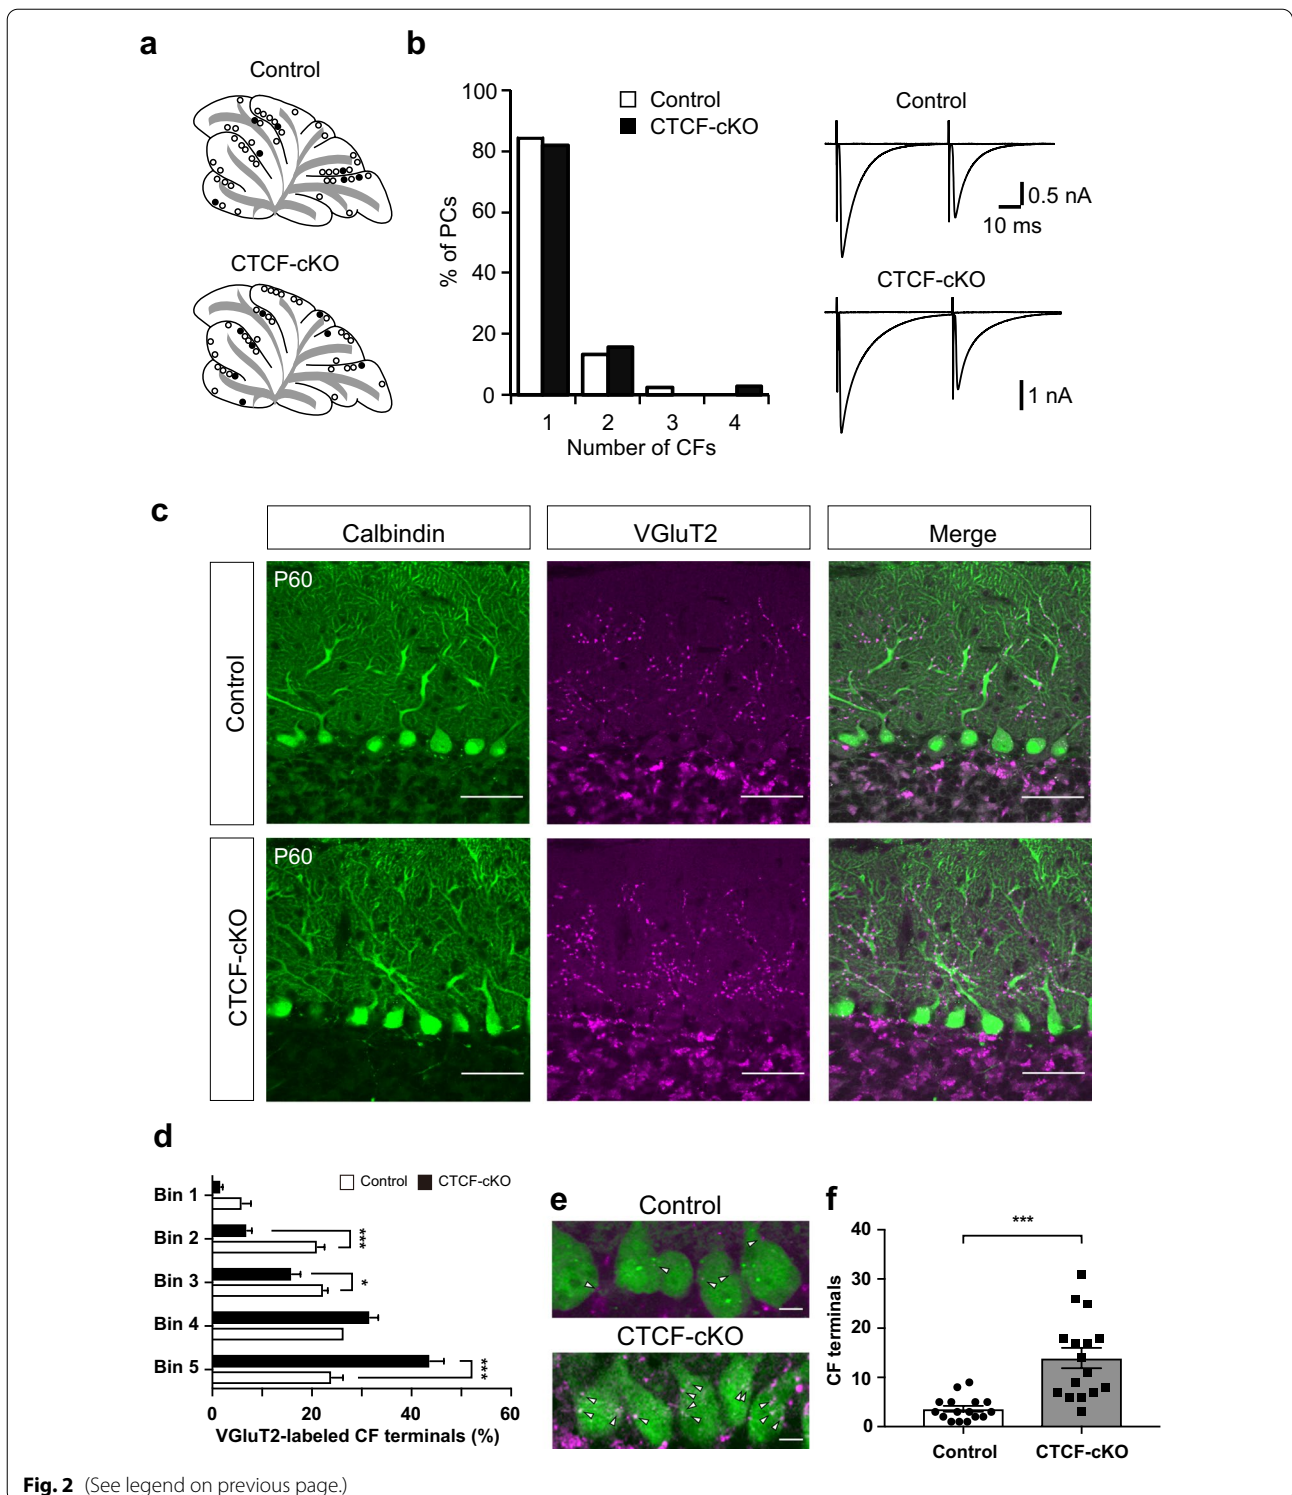 a
Control
CTCF-cKO
b
100
80
60
40
20
0
% of PCs
1 2 3 4
Number of CFs
Control
CTCF-cKO
Control
0.5 nA
10 ms
CTCF-cKO
1 nA
c
Calbindin VGluT2 Merge
Control
P60
CTCF-cKO
P60
d
Control CTCF-cKO
Bin 1
Bin 2
***
Bin 3
*
Bin 4
Bin 5
***
0 20 40 60
VGluT2-labeled CF terminals (%)
e
Control
CTCF-cKO
f
***
40
30
20
10
0
CF terminals
Control CTCF-cKO
Fig. 2 (See legend on previous page.)